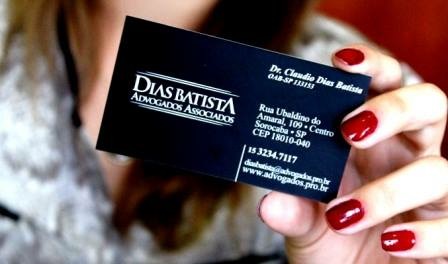 Dr. Claudio Dias Batista
OAB-SP 133153
DIAS BATISTA
ADVOGADOS ASSOCIADOS
Rua Ubaldino do
Amaral, 109 • Centro
Sorocaba • SP
CEP 18010-040
15 3234.7117
diasbatista@advogados.pro.br
www.advogados.pro.br